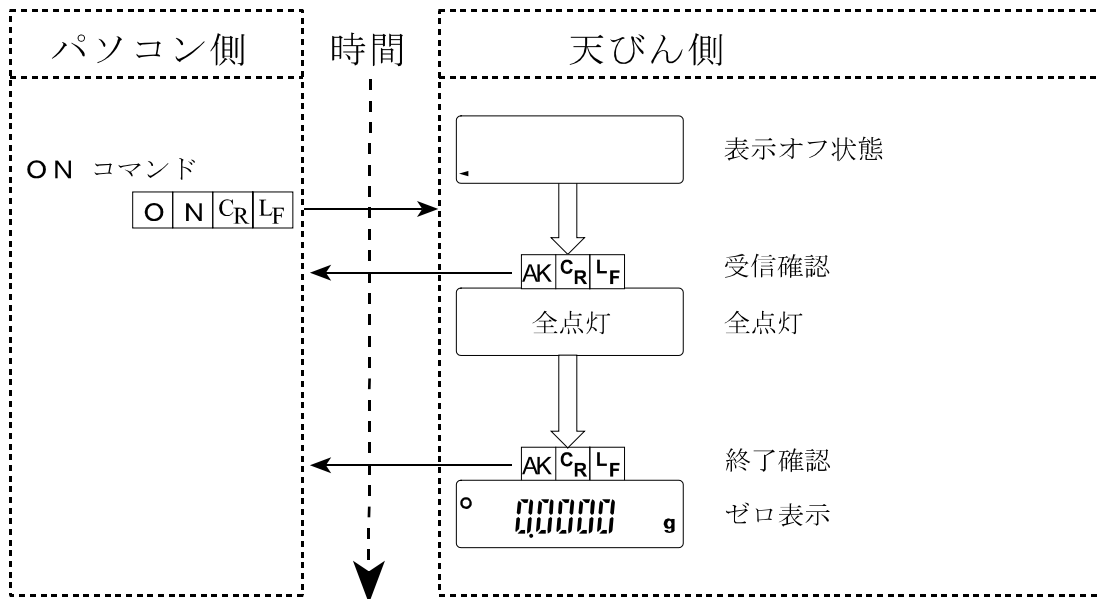 パソコン側 時間 天びん側
表示オフ状態
ON コマンド
O N CR LF
AK CR LF 受信確認
全点灯 全点灯
AK CR LF 終了確認
0.0000 g ゼロ表示